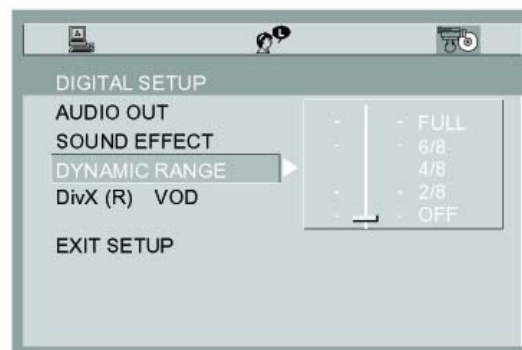 DIGITAL SETUP
AUDIO OUT
SOUND EFFECT
DYNAMIC RANGE
DivX (R) VOD
EXIT SETUP
- - FULL
- - 6/8
4/8
- - 2/8
- - OFF